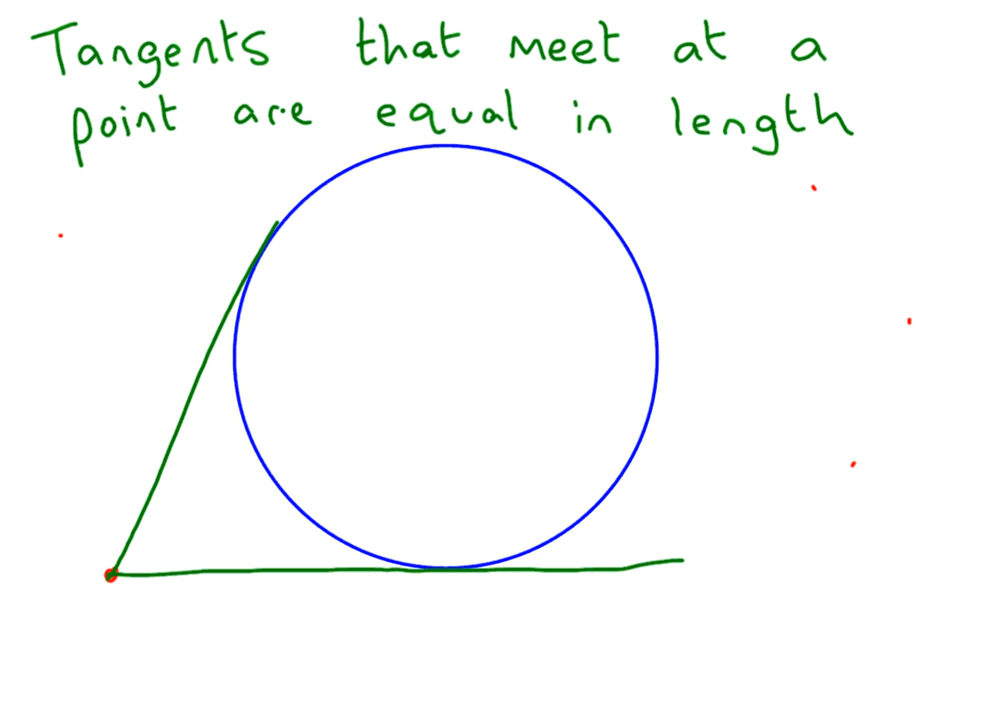 Tangents that meet at a
point are equal in length